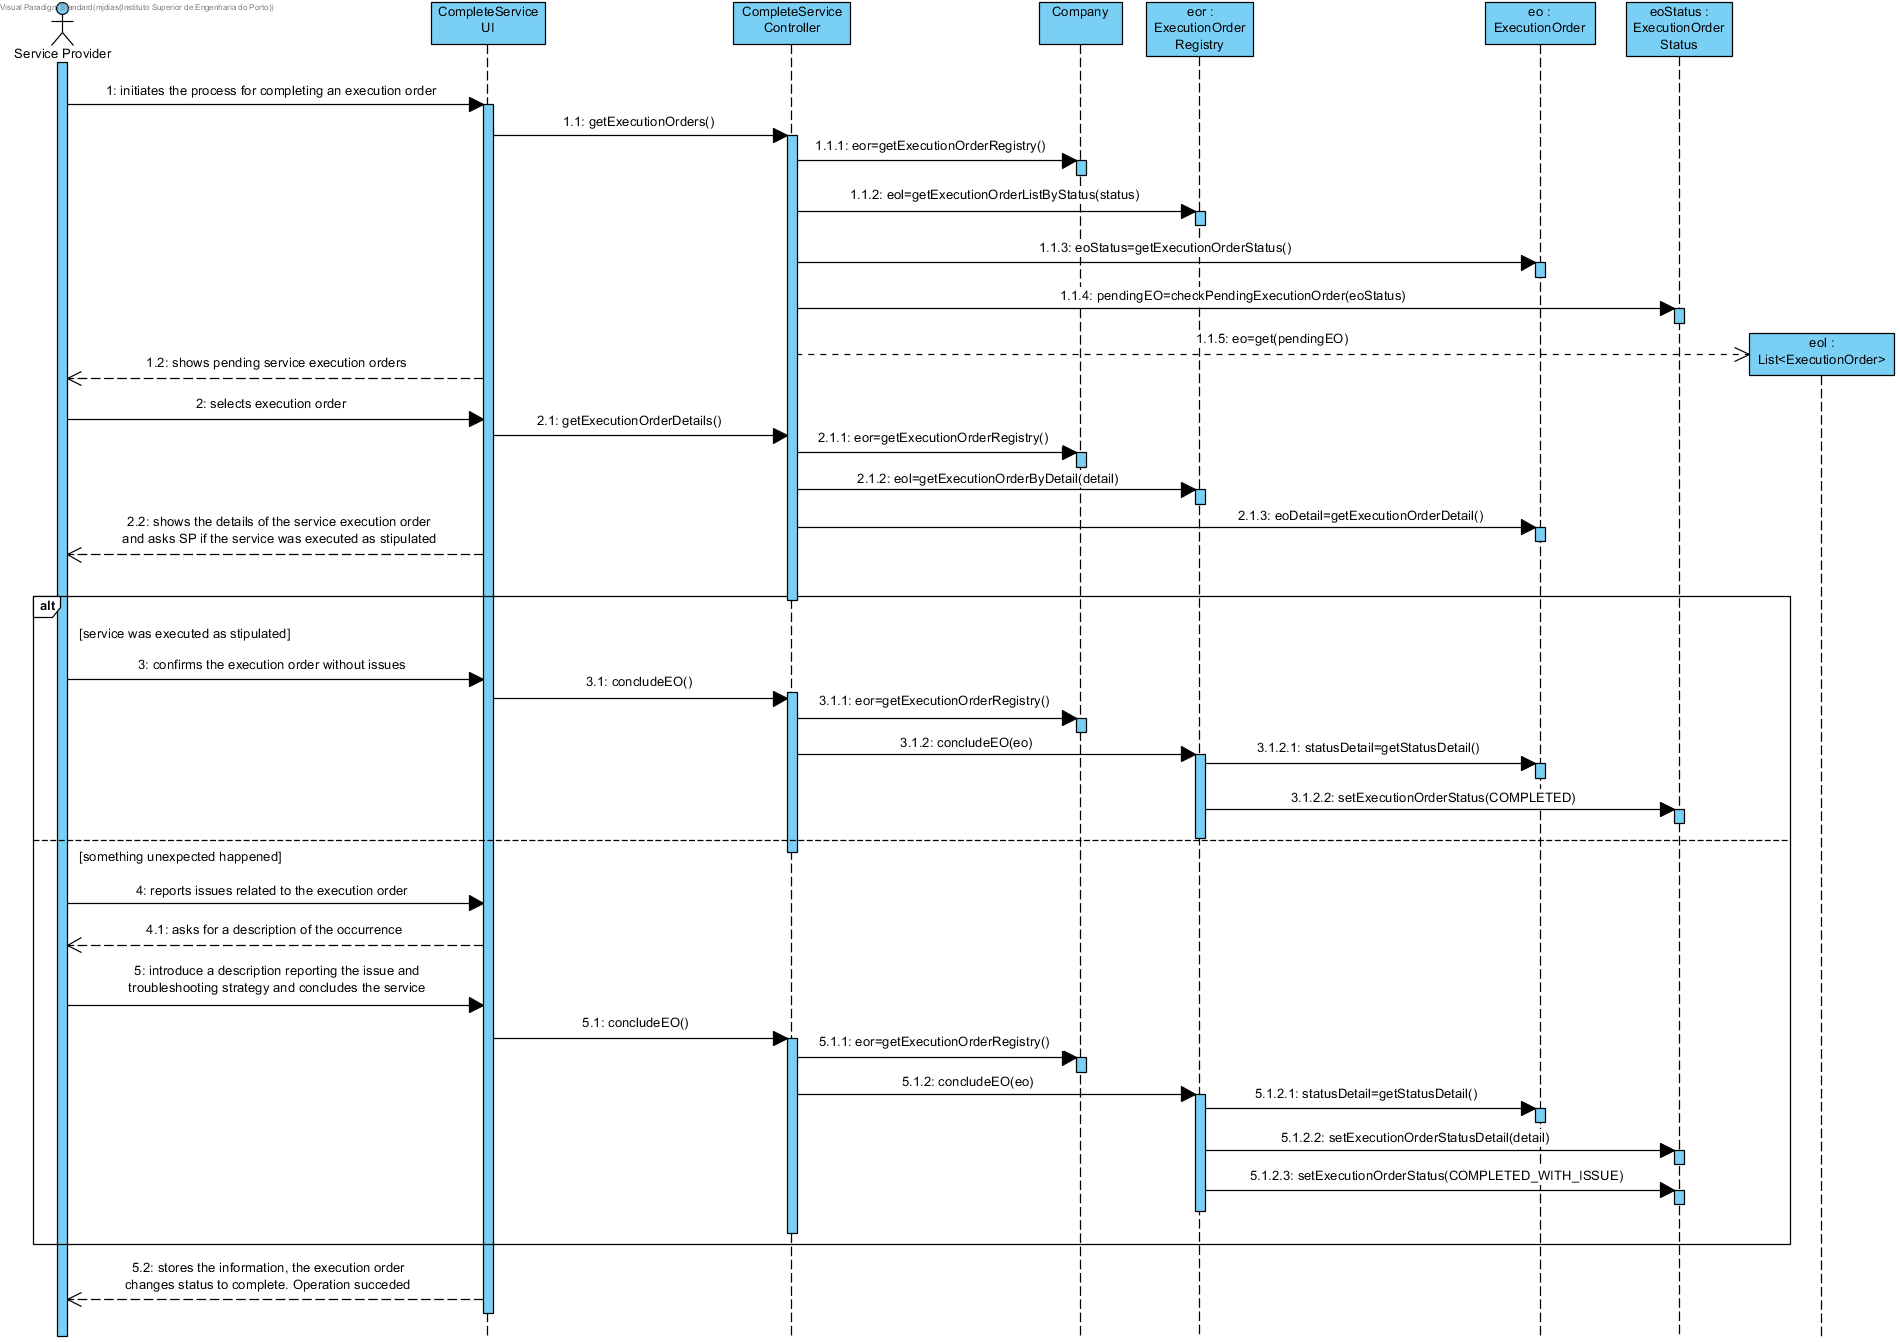 Visual Paradigm Standard(mjdias(Instituto Superior de Engenharia do Porto))
Service Provider
CompleteService
UI
CompleteService
Controller
Company
eor :
ExecutionOrder
Registry
eo :
ExecutionOrder
eoStatus :
ExecutionOrder
Status
1: initiates the process for completing an execution order
1.1: getExecutionOrders()
1.1.1: eor=getExecutionOrderRegistry()
1.1.2: eol=getExecutionOrderListByStatus(status)
1.1.3: eoStatus=getExecutionOrderStatus()
1.1.4: pendingEO=checkPendingExecutionOrder(eoStatus)
1.1.5: eo=get(pendingEO)
eol :
List<ExecutionOrder>
1.2: shows pending service execution orders
2: selects execution order
2.1: getExecutionOrderDetails()
2.1.1: eor=getExecutionOrderRegistry()
2.1.2: eol=getExecutionOrderByDetail(detail)
2.1.3: eoDetail=getExecutionOrderDetail()
2.2: shows the details of the service execution order
and asks SP if the service was executed as stipulated
alt
[service was executed as stipulated]
3: confirms the execution order without issues
3.1: concludeEO()
3.1.1: eor=getExecutionOrderRegistry()
3.1.2: concludeEO(eo)
3.1.2.1: statusDetail=getStatusDetail()
3.1.2.2: setExecutionOrderStatus(COMPLETED)
[something unexpected happened]
4: reports issues related to the execution order
4.1: asks for a description of the occurrence
5: introduce a description reporting the issue and
troubleshooting strategy and concludes the service
5.1: concludeEO()
5.1.1: eor=getExecutionOrderRegistry()
5.1.2: concludeEO(eo)
5.1.2.1: statusDetail=getStatusDetail()
5.1.2.2: setExecutionOrderStatusDetail(detail)
5.1.2.3: setExecutionOrderStatus(COMPLETED_WITH_ISSUE)
5.2: stores the information, the execution order
changes status to complete. Operation succeded